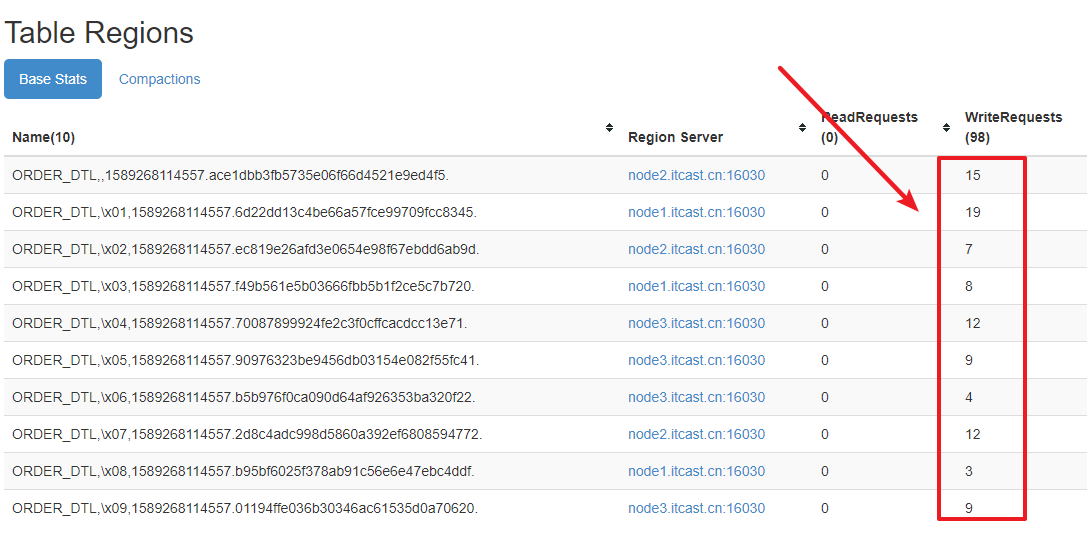 Table Regions
Base Stats Compactions
Name(10) Region Server ReadRequests (0) WriteRequests (98)
ORDER_DTL,,1589268114557.ace1dbb3fb5735e06f66d4521e9ed4f5. node2.itcast.cn:16030 0 15
ORDER_DTL,\x01,1589268114557.6d22dd13c4be66a57fce99709fcc8345. node1.itcast.cn:16030 0 19
ORDER_DTL,\x02,1589268114557.ec819e26afd3e0654e98f67ebdd6ab9d. node2.itcast.cn:16030 0 7
ORDER_DTL,\x03,1589268114557.f49b561e5b03666fbb5b1f2ce5c7b720. node1.itcast.cn:16030 0 8
ORDER_DTL,\x04,1589268114557.70087899924fe2c3f0cffcacdcc13e71. node3.itcast.cn:16030 0 12
ORDER_DTL,\x05,1589268114557.90976323be9456db03154e082f55fc41. node3.itcast.cn:16030 0 9
ORDER_DTL,\x06,1589268114557.b5b976f0ca090d64af926353ba320f22. node3.itcast.cn:16030 0 4
ORDER_DTL,\x07,1589268114557.2d8c4adc998d5860a392ef6808594772. node2.itcast.cn:16030 0 12
ORDER_DTL,\x08,1589268114557.b95bf6025f378ab91c56e6e47ebc4ddf. node1.itcast.cn:16030 0 3
ORDER_DTL,\x09,1589268114557.01194ffe036b30346ac61535d0a70620. node3.itcast.cn:16030 0 9